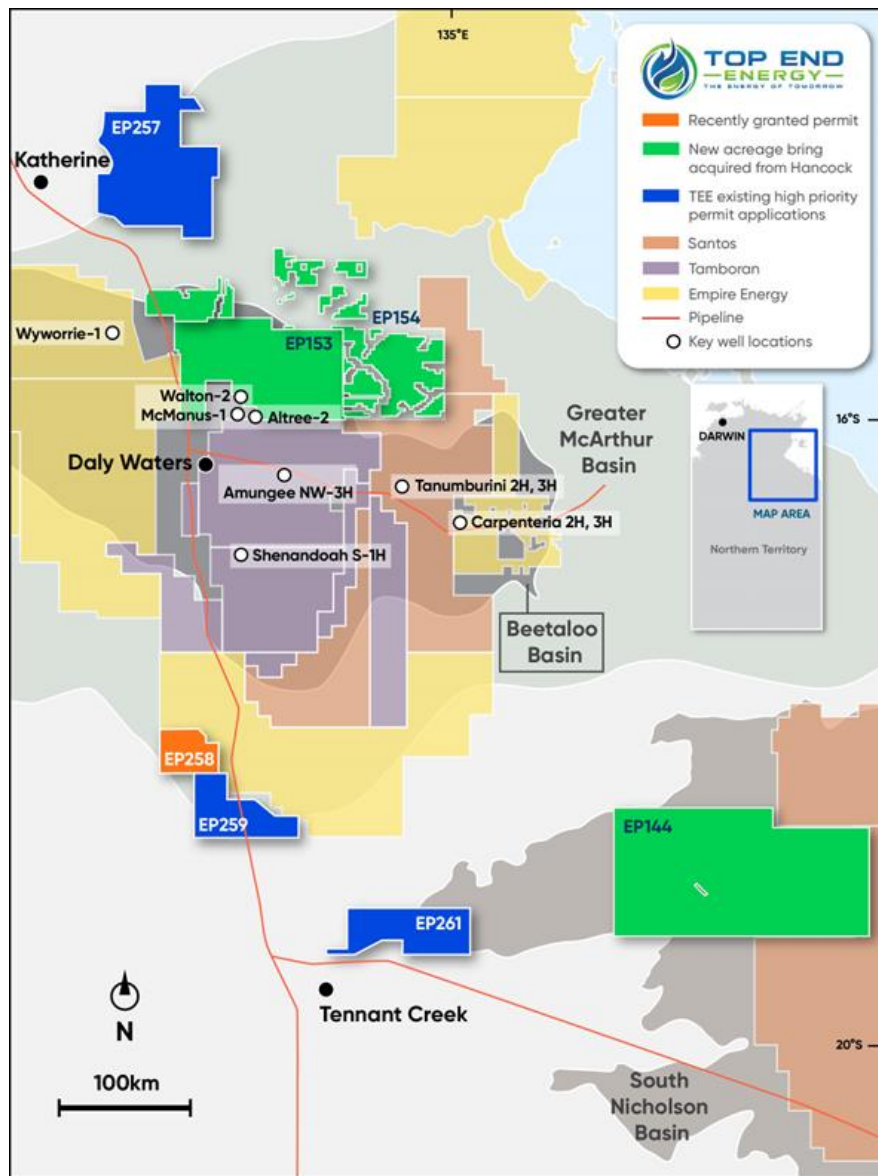 135°E
TOP END
ENERGY
THE ENERGY OF TOMORROW
Recently granted permit
New acreage bring
acquired from Hancock
TEE existing high priority
permit applications
Santos
Tamboran
Empire Energy
Pipeline
Key well locations
EP257
Katherine
EP154
Wyworrie-1
EP153
Walton-2
McManus-1
Altree-2
Greater
McArthur
Basin
16°S
DARWIN
MAP AREA
Northern Territory
Daly Waters
Amungee NW-3H
Tanumburini 2H, 3H
Carpenteria 2H, 3H
Shenandoah S-1H
Beetaloo
Basin
EP258
EP259
EP144
EP261
N
Tennant Creek
20°S
100km
South
Nicholson
Basin